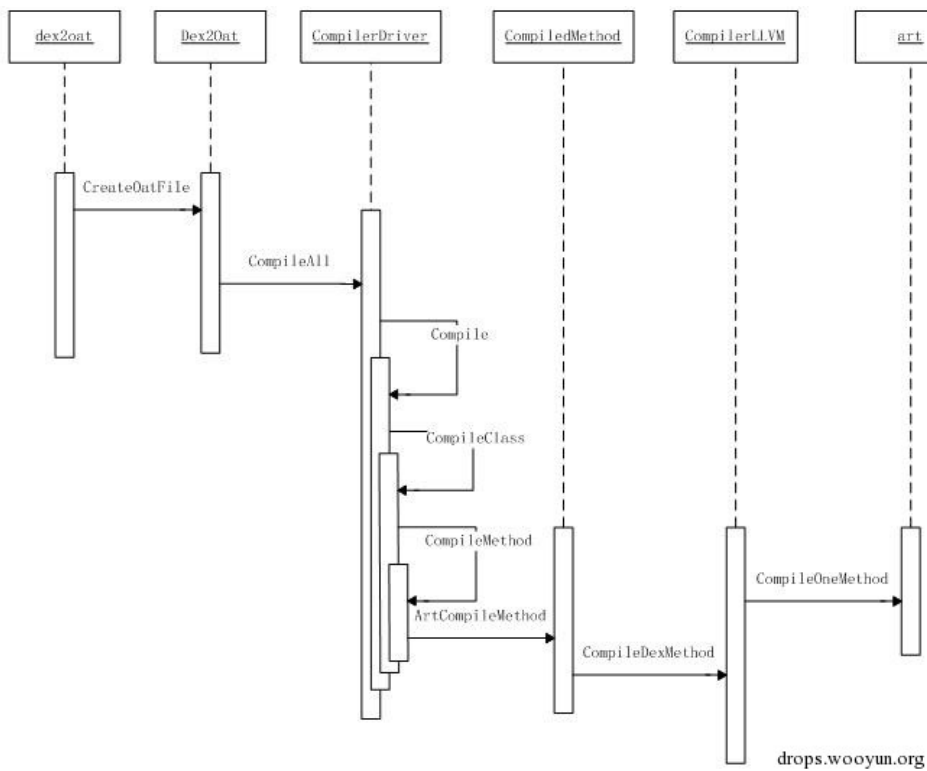 dex2oat
Dex2Oat
CompilerDriver
CompiledMethod
CompilerLLVM
art
CreateOatFile
CompileAll
Compile
CompileClass
CompileMethod
CompileOneMethod
ArtCompileMethod
CompileDexMethod
drops.wooyun.org